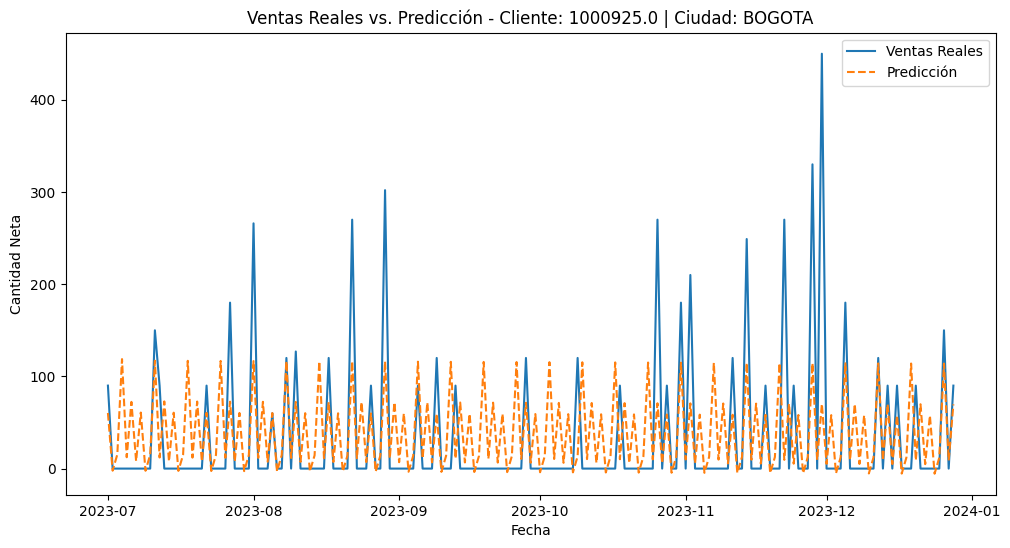 Ventas Reales vs. Predicción - Cliente: 1000925.0 | Ciudad: BOGOTA
Ventas Reales
Predicción
Cantidad Neta
400
300
200
100
0
2023-07 2023-08 2023-09 2023-10 2023-11 2023-12 2024-01
Fecha